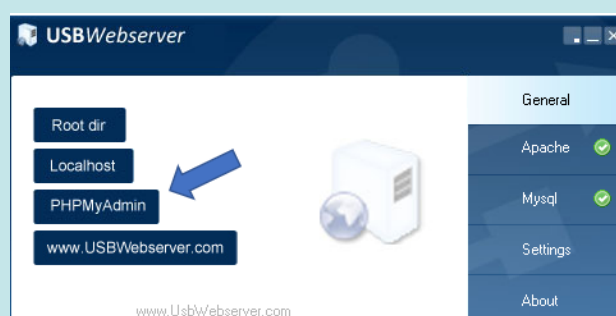 USBWebserver
General
Root dir
Apache
Localhost
Mysql
PHPMyAdmin
www.USBWebserver.com
Settings
About
www.UsbWebserver.com